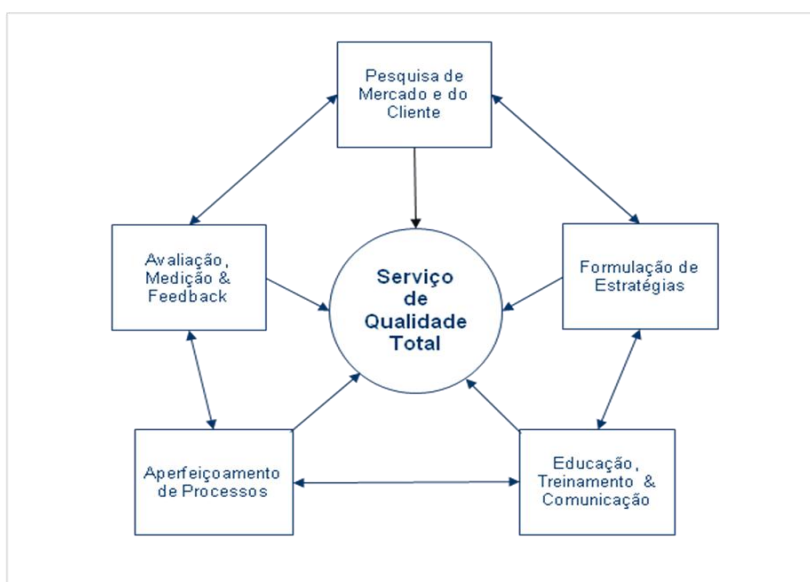 Pesquisa de
Mercado e do
Cliente
Avaliação,
Medição &
Feedback
Serviço
de
Qualidade
Total
Formulação de
Estratégias
Aperfeiçoamento
de Processos
Educação,
Treinamento &
Comunicação